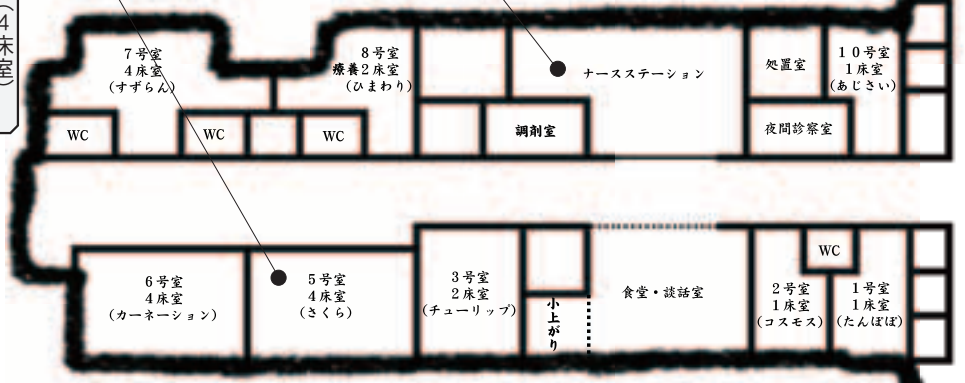 (4床室)
7号室
4床室
(すずらん)
8号室
療養2床室
(ひまわり)
ナースステーション
処置室
10号室
1床室
(あじさい)
WC
WC
WC
調剤室
夜間診察室
6号室
4床室
(カーネーション)
5号室
4床室
(さくら)
3号室
2床室
(チューリップ)
小上がり
食堂・談話室
WC
2号室
1床室
(コスモス)
1号室
1床室
(たんぽぽ)